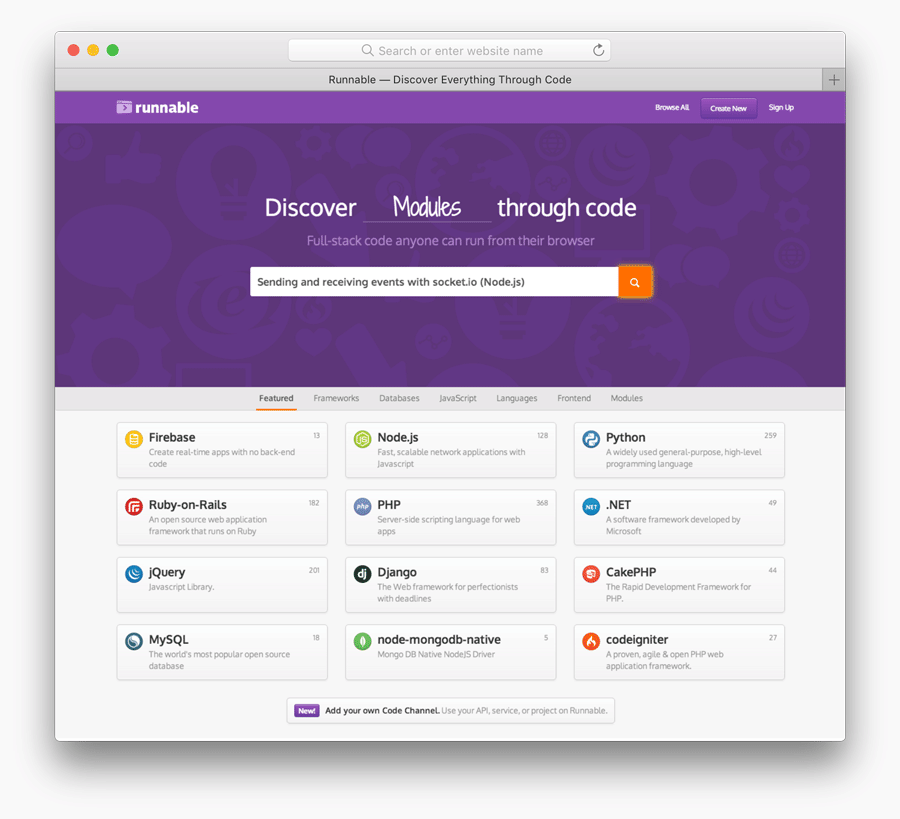 Search or enter website name
Runnable — Discover Everything Through Code
runnable
Browse All
Create New
Sign Up
Discover Modules through code
Full-stack code anyone can run from their browser
Sending and receiving events with socket.io (Node.js)
Featured
Frameworks
Databases
JavaScript
Languages
Frontend
Modules
Firebase
13
Create real-time apps with no back-end
code
Node.js
128
Fast, scalable network applications with
Javascript
Python
259
A widely used general-purpose, high-level
programming language
Ruby-on-Rails
182
An open source web application
framework that runs on Ruby
php
PHP
368
Server-side scripting language for web
apps
.NET
.NET
49
A software framework developed by
Microsoft
jQuery
201
Javascript Library.
dj
Django
83
The Web framework for perfectionists
with deadlines
CakePHP
44
The Rapid Development Framework for
PHP.
MySQL
18
The world's most popular open source
database
node-mongodb-native
5
Mongo DB Native NodeJS Driver
codeigniter
27
A proven, agile & open PHP web
application framework.
New!
Add your own Code Channel. Use your API, service, or project on Runnable.